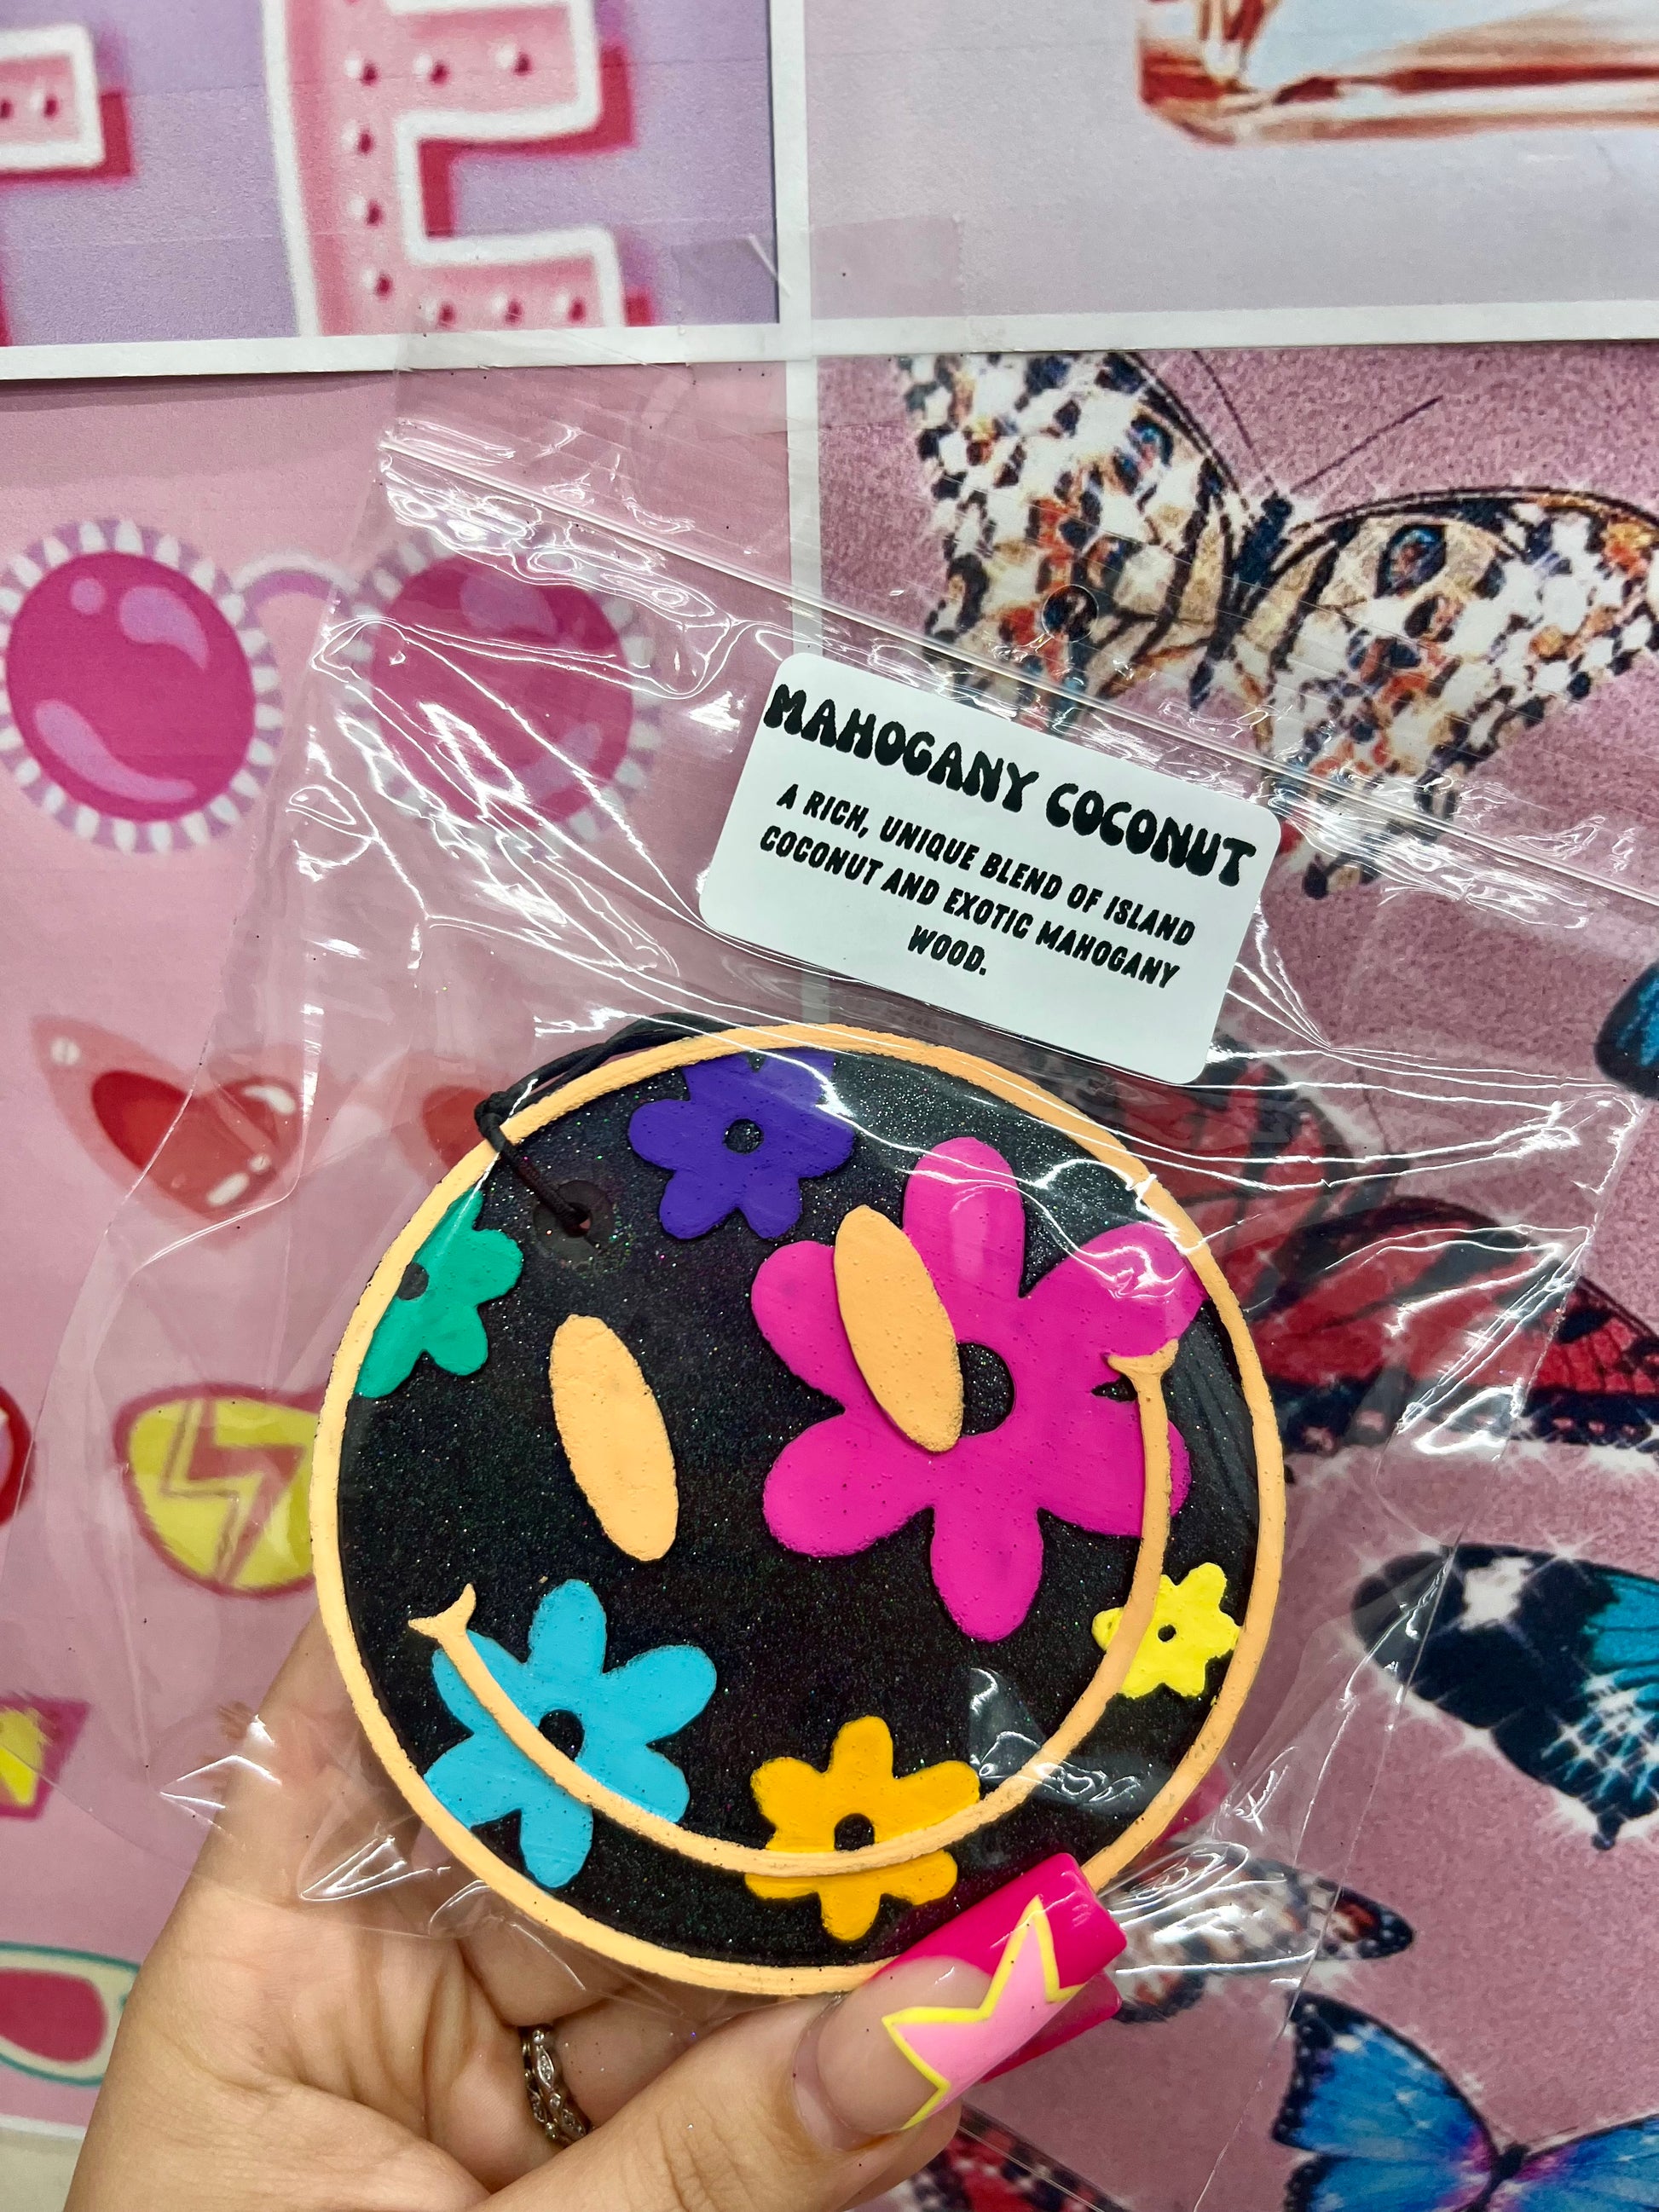 E
MAHOGANY COCONUT
A RICH, UNIQUE BLEND OF ISLAND
COCONUT AND EXOTIC MAHOGANY
WOOD.